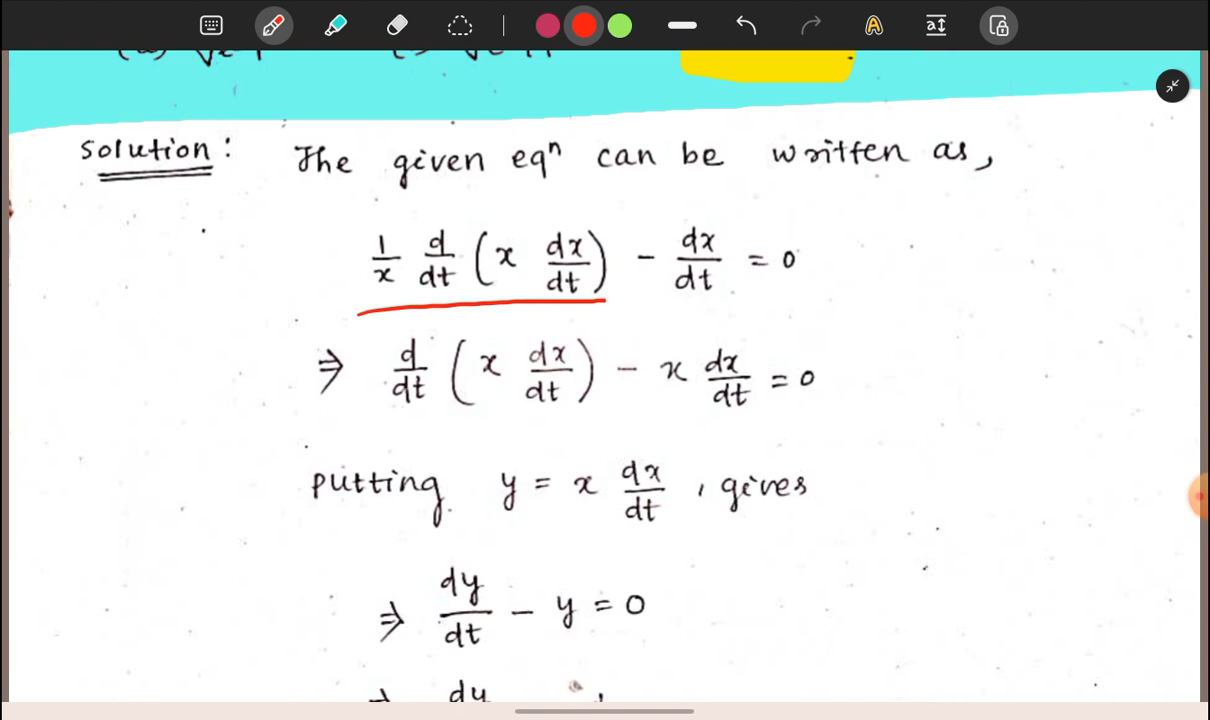 Solution : The given eqⁿ can be written as,
1/x d/dt (x dx/dt) - dx/dt = 0
⇒ d/dt (x dx/dt) - x dx/dt = 0
putting y = x dx/dt , gives
⇒ dy/dt - y = 0